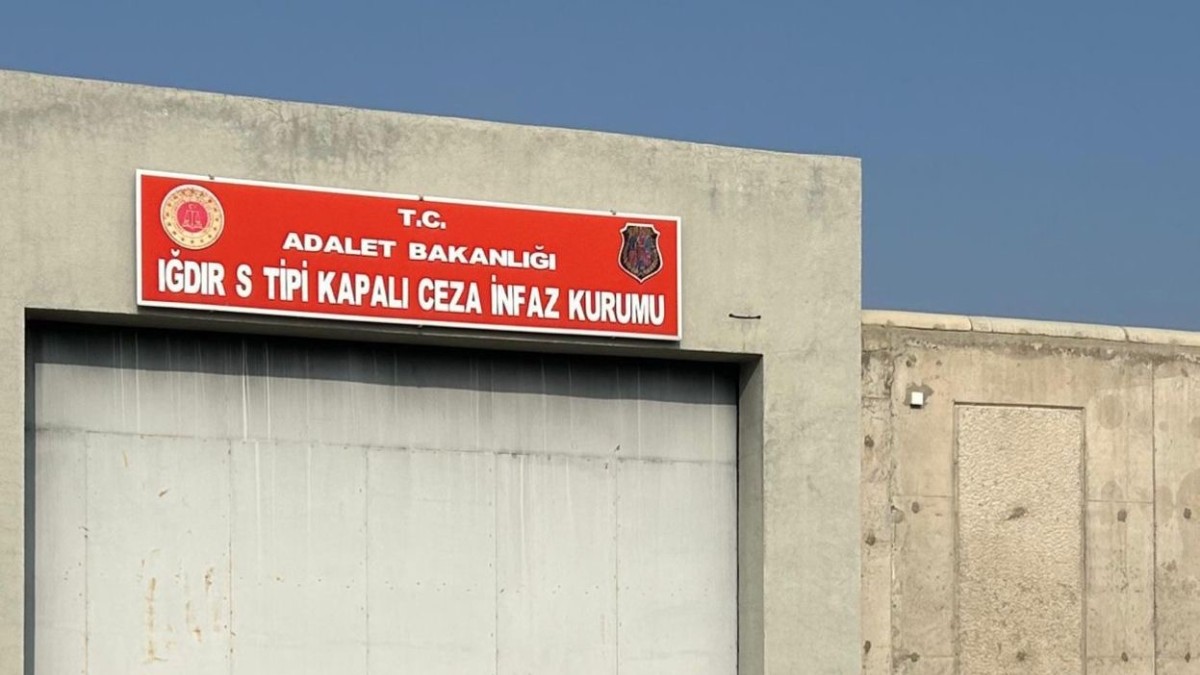 T.C.
ADALET BAKANLIĞI
IĞDIR S TİPİ KAPALI CEZA İNFAZ KURUMU